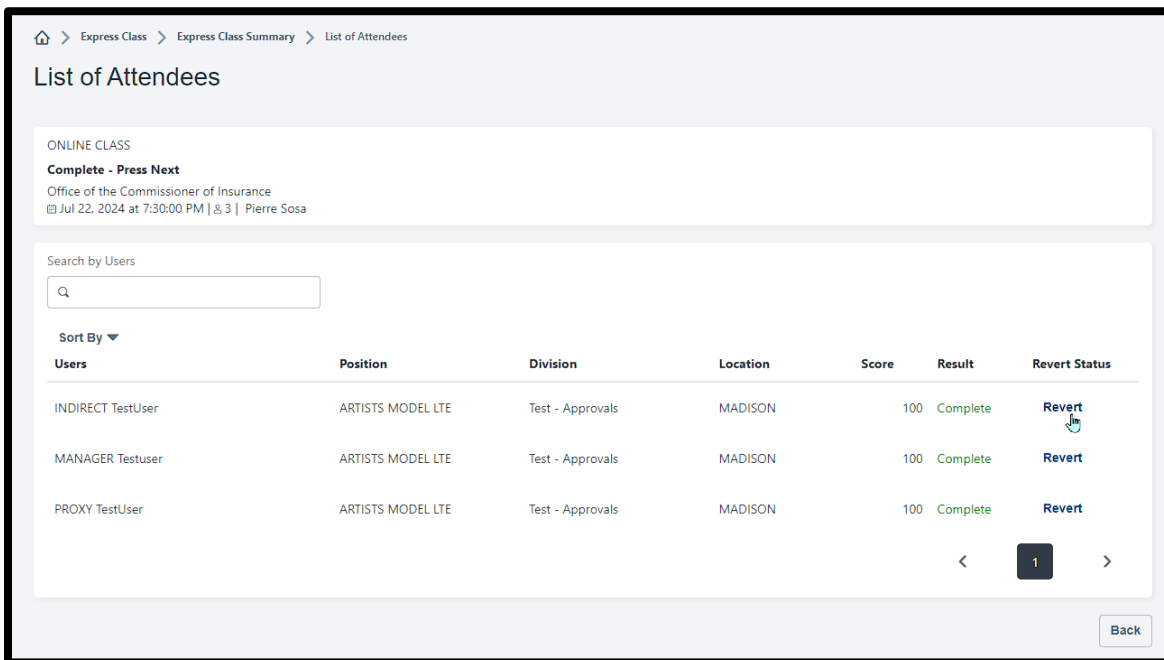 Express Class Express Class Summary List of Attendees
List of Attendees
ONLINE CLASS
Complete - Press Next
Office of the Commissioner of Insurance
Jul 22, 2024 at 7:30:00 PM | 3 | Pierre Sosa
Search by Users
Sort By
Users Position Division Location Score Result Revert Status
INDIRECT TestUser ARTISTS MODEL LTE Test - Approvals MADISON 100 Complete Revert
MANAGER Testuser ARTISTS MODEL LTE Test - Approvals MADISON 100 Complete Revert
PROXY TestUser ARTISTS MODEL LTE Test - Approvals MADISON 100 Complete Revert
1
Back